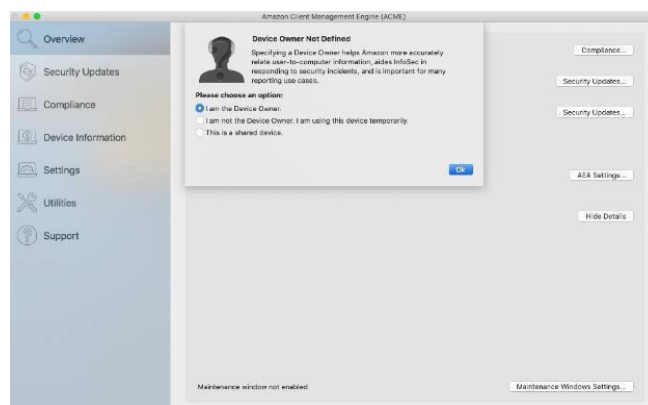 Amazon Client Management Engine (ACME)
Overview
Security Updates
Compliance
Device Information
Settings
Utilities
Support
Device Owner Not Defined
Specifying a Device Owner helps Amazon more accurately
relate user-to-computer information, aides InfoSec in
responding to security incidents, and is important for many
reporting use cases.
Please choose an option:
I am the Device Owner.
I am not the Device Owner. I am using this device temporarily.
This is a shared device.
Ok
Compliance...
Security Updates...
Security Updates...
AEA Settings...
Hide Details
Maintenance window not enabled
Maintenance Windows Settings...